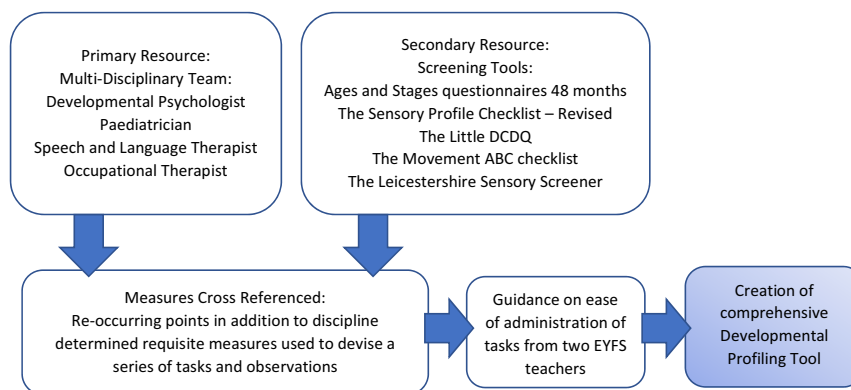 Primary Resource:
Multi-Disciplinary Team:
Developmental Psychologist
Paediatrician
Speech and Language Therapist
Occupational Therapist
Secondary Resource:
Screening Tools:
Ages and Stages questionnaires 48 months
The Sensory Profile Checklist – Revised
The Little DCDQ
The Movement ABC checklist
The Leicestershire Sensory Screener
Measures Cross Referenced:
Re-occurring points in addition to discipline
determined requisite measures used to devise a
series of tasks and observations
Guidance on ease
of administration of
tasks from two EYFS
teachers
Creation of
comprehensive
Developmental
Profiling Tool